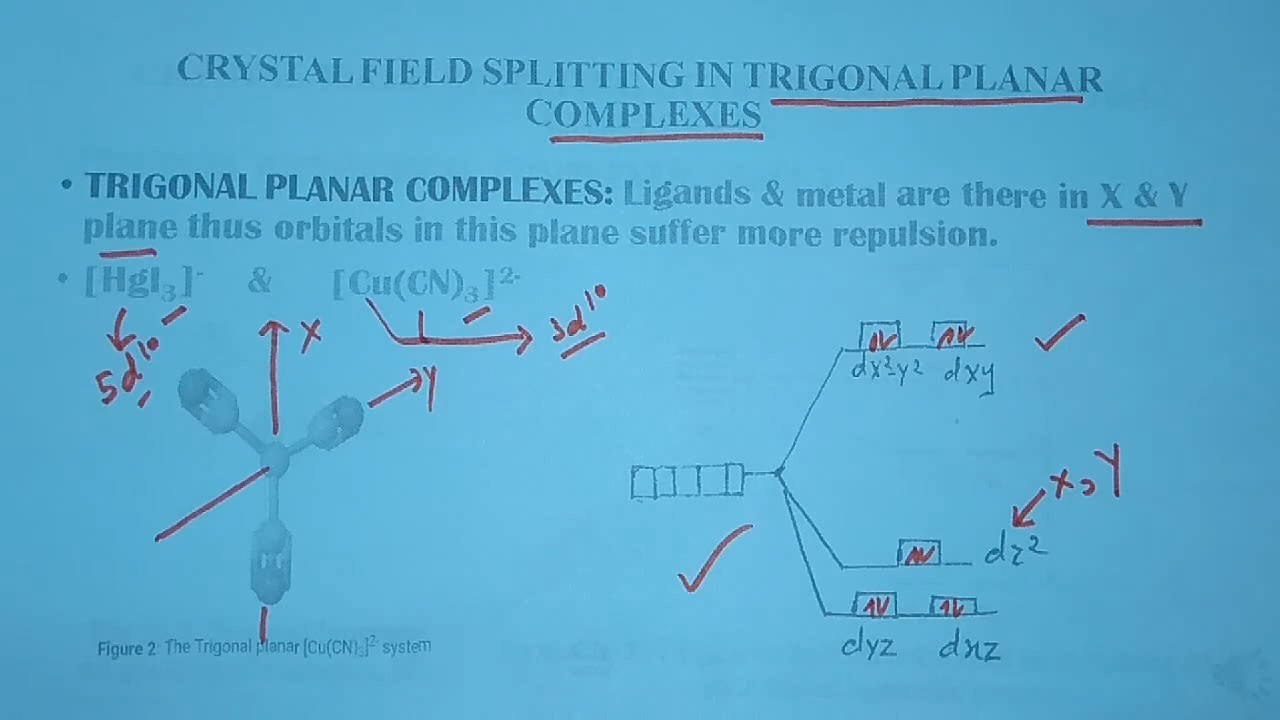 CRYSTAL FIELD SPLITTING IN TRIGONAL PLANAR
COMPLEXES
• TRIGONAL PLANAR COMPLEXES: Ligands & metal are there in X & Y
plane thus orbitals in this plane suffer more repulsion.
• [HgI₃]⁻ & [Cu(CN)₃]²⁻
5d¹⁰
X
Y
3d¹⁰
dx²-y² dxy
x, y
dz²
dyz dxz
Figure 2: The Trigonal planar [Cu(CN)₃]²⁻ system